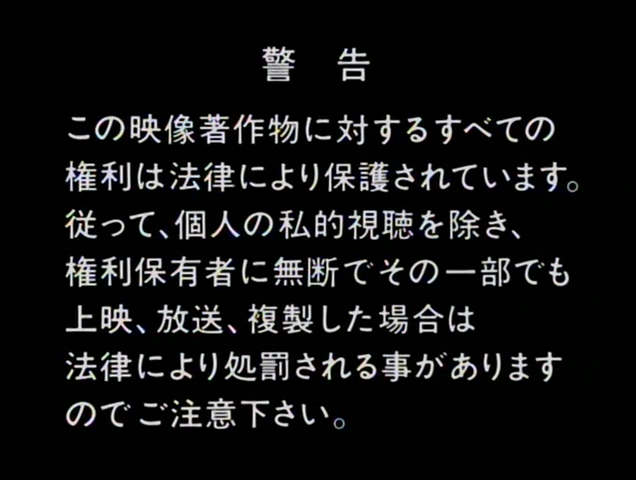 警 告
この映像著作物に対するすべての
権利は法律により保護されています。
従って、個人の私的視聴を除き、
権利保有者に無断でその一部でも
上映、放送、複製した場合は
法律により処罰される事があります
のでご注意下さい。